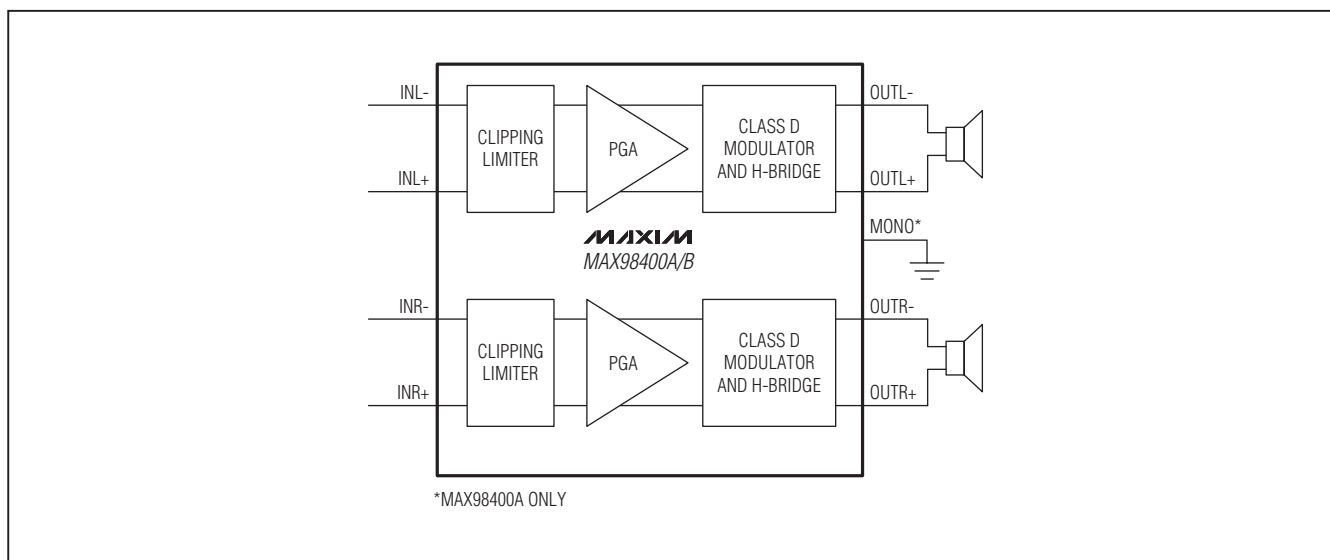 INL-
INL+
CLIPPING
LIMITER
PGA
CLASS D
MODULATOR
AND H-BRIDGE
OUTL-
OUTL+
MONO*
MAXIM
MAX98400A/B
INR-
INR+
CLIPPING
LIMITER
PGA
CLASS D
MODULATOR
AND H-BRIDGE
OUTR-
OUTR+
*MAX98400A ONLY